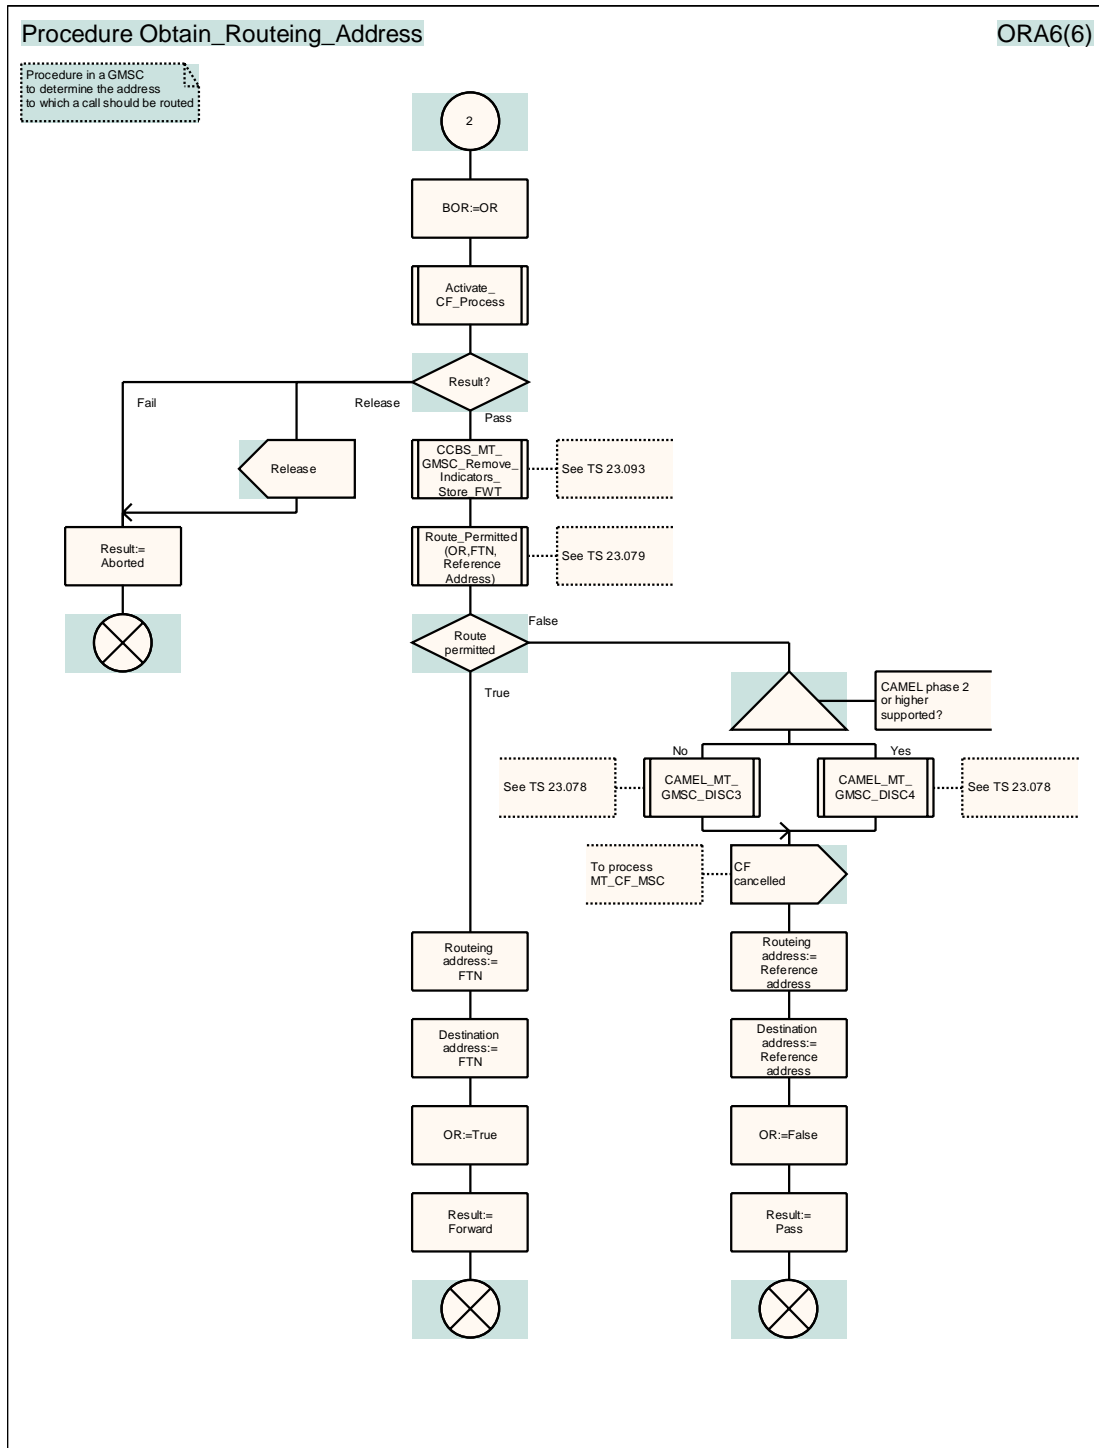 Procedure Obtain_Routeing_Address
ORA6(6)
Procedure in a GMSC
to determine the address
to which a call should be routed
2
BOR:=OR
Activate_
CF_Process
Result?
Fail
Release
Pass
Release
CCBS_MT_
GMSC_Remove_
Indicators_
Store_FWT
See TS 23.093
Result:=
Aborted
Route_Permitted
(OR,FTN,
Reference
Address)
See TS 23.079
Route
permitted
False
True
CAMEL phase 2
or higher
supported?
No
Yes
See TS 23.078
CAMEL_MT_
GMSC_DISC3
CAMEL_MT_
GMSC_DISC4
See TS 23.078
To process
MT_CF_MSC
CF
cancelled
Routeing
address:=
FTN
Routeing
address:=
Reference
address
Destination
address:=
FTN
Destination
address:=
Reference
address
OR:=True
OR:=False
Result:=
Forward
Result:=
Pass